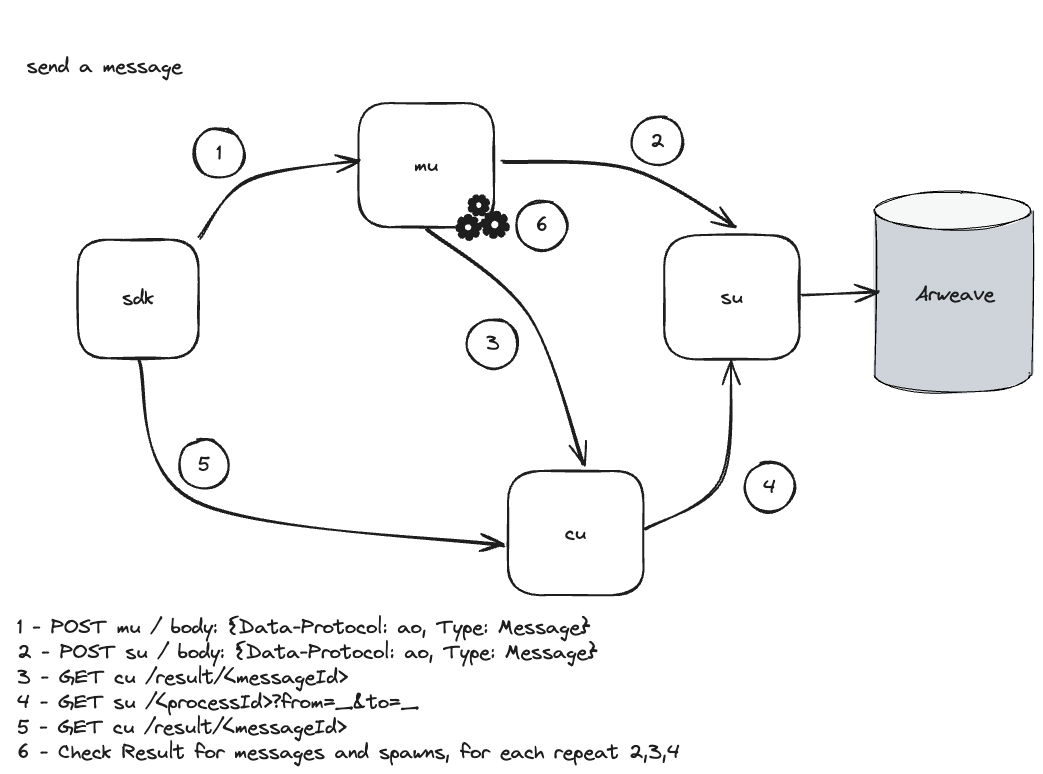 send a message
1
mu
2
6
sdk
su
Arweave
3
5
4
cu
1 - POST mu / body: {Data-Protocol: ao, Type: Message}
2 - POST su / body: {Data-Protocol: ao, Type: Message}
3 - GET cu /result/<messageId>
4 - GET su /<processId>?from=_&to=_
5 - GET cu /result/<messageId>
6 - Check Result for messages and spawns, for each repeat 2,3,4